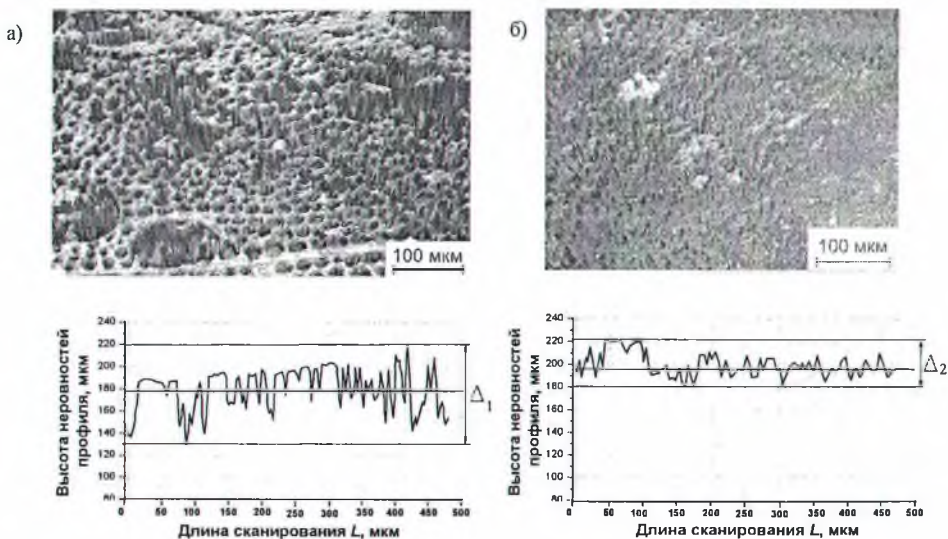 а)
б)
100 мкм
100 мкм
Высота неровностей
профиля, мкм
240
220
200
180
160
140
120
100
80
0 50 100 150 200 250 300 350 400 450 500
Длина сканирования L, мкм
Δ1
Высота неровностей
профиля, мкм
240
220
200
180
160
140
120
100
80
0 50 100 150 200 250 300 350 400 450 500
Длина сканирования L, мкм
Δ2